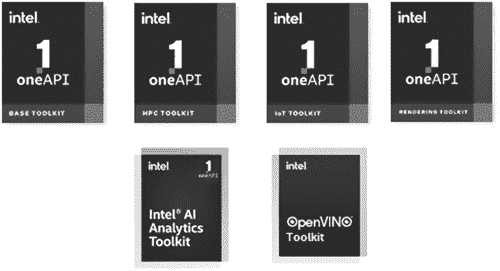 intel
1
oneAPI
BASE TOOLKIT
intel
1
oneAPI
HPC TOOLKIT
intel
1
oneAPI
IoT TOOLKIT
intel
1
oneAPI
RENDERING TOOLKIT
intel
1
oneAPI
Intel® AI
Analytics
Toolkit
intel
OpenVINO
Toolkit